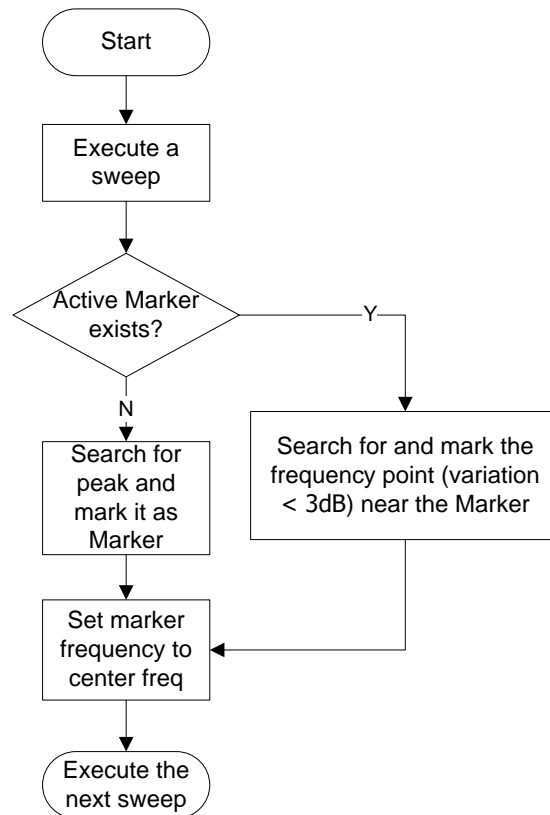 Start
Execute a
sweep
Active Marker
exists?
Y
N
Search for
peak and
mark it as
Marker
Search for and mark the
frequency point (variation
< 3dB) near the Marker
Set marker
frequency to
center freq
Execute the
next sweep